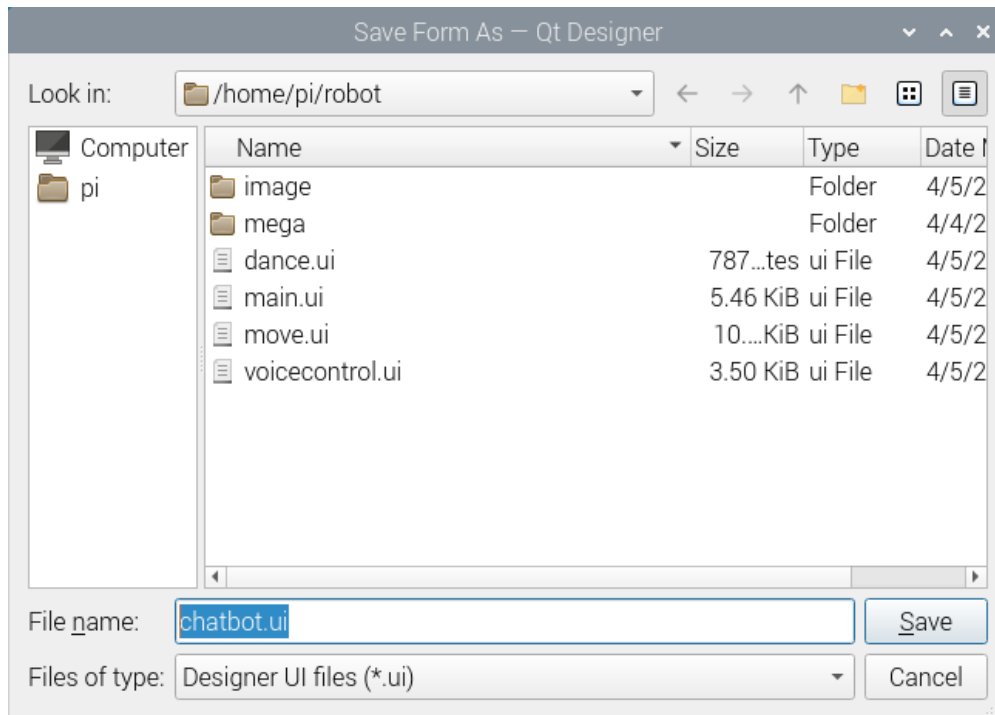 Save Form As — Qt Designer
Look in: /home/pi/robot
Computer
pi
Name Size Type Date
image Folder 4/5/2
mega Folder 4/4/2
dance.ui 787...tes ui File 4/5/2
main.ui 5.46 KiB ui File 4/5/2
move.ui 10....KiB ui File 4/5/2
voicecontrol.ui 3.50 KiB ui File 4/5/2
File name: chatbot.ui Save
Files of type: Designer UI files (*.ui) Cancel